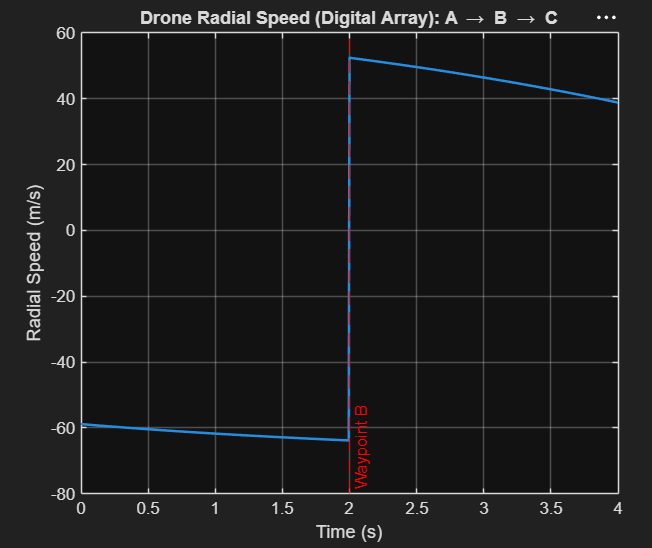 Drone Radial Speed (Digital Array): A → B → C
60
40
20
0
-20
-40
-60
-80
Radial Speed (m/s)
Waypoint B
0 0.5 1 1.5 2 2.5 3 3.5 4
Time (s)